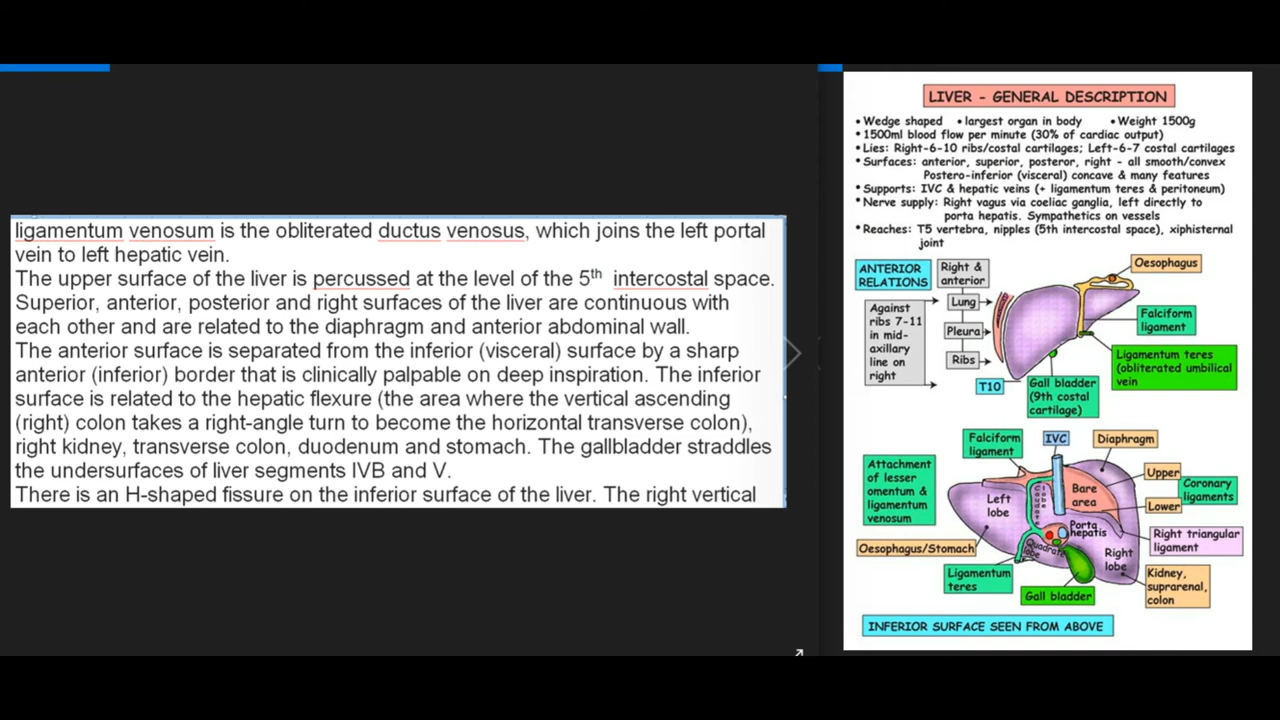 ligamentum venosum is the obliterated ductus venosus, which joins the left portal
vein to left hepatic vein.
The upper surface of the liver is percussed at the level of the 5th intercostal space.
Superior, anterior, posterior and right surfaces of the liver are continuous with
each other and are related to the diaphragm and anterior abdominal wall.
The anterior surface is separated from the inferior (visceral) surface by a sharp
anterior (inferior) border that is clinically palpable on deep inspiration. The inferior
surface is related to the hepatic flexure (the area where the vertical ascending
(right) colon takes a right-angle turn to become the horizontal transverse colon),
right kidney, transverse colon, duodenum and stomach. The gallbladder straddles
the undersurfaces of liver segments IVB and V.
There is an H-shaped fissure on the inferior surface of the liver. The right vertical
LIVER - GENERAL DESCRIPTION
• Wedge shaped • largest organ in body • Weight 1500g
• 1500ml blood flow per minute (30% of cardiac output)
• Lies: Right-6-10 ribs/costal cartilages; Left-6-7 costal cartilages
• Surfaces: anterior, superior, posteror, right - all smooth/convex
Postero-inferior (visceral) concave & many features
• Supports: IVC & hepatic veins (+ ligamentum teres & peritoneum)
• Nerve supply: Right vagus via coeliac ganglia, left directly to
porta hepatis. Sympathetics on vessels
• Reaches: T5 vertebra, nipples (5th intercostal space), xiphisternal
joint
ANTERIOR
RELATIONS
Right &
anterior
Lung
Pleura
Ribs
Against
ribs 7-11
in mid-
axillary
line on
right
T10
Oesophagus
Falciform
ligament
Ligamentum teres
(obliterated umbilical
vein
Gall bladder
(9th costal
cartilage)
Falciform
ligament
IVC
Diaphragm
Attachment
of lesser
omentum &
ligamentum
venosum
Upper
Lower
Coronary
ligaments
Left
lobe
Caudate
lobe
Bare
area
Porta
hepatis
Quadrate
lobe
Right
lobe
Right triangular
ligament
Oesophagus/Stomach
Ligamentum
teres
Gall bladder
Kidney,
suprarenal,
colon
INFERIOR SURFACE SEEN FROM ABOVE